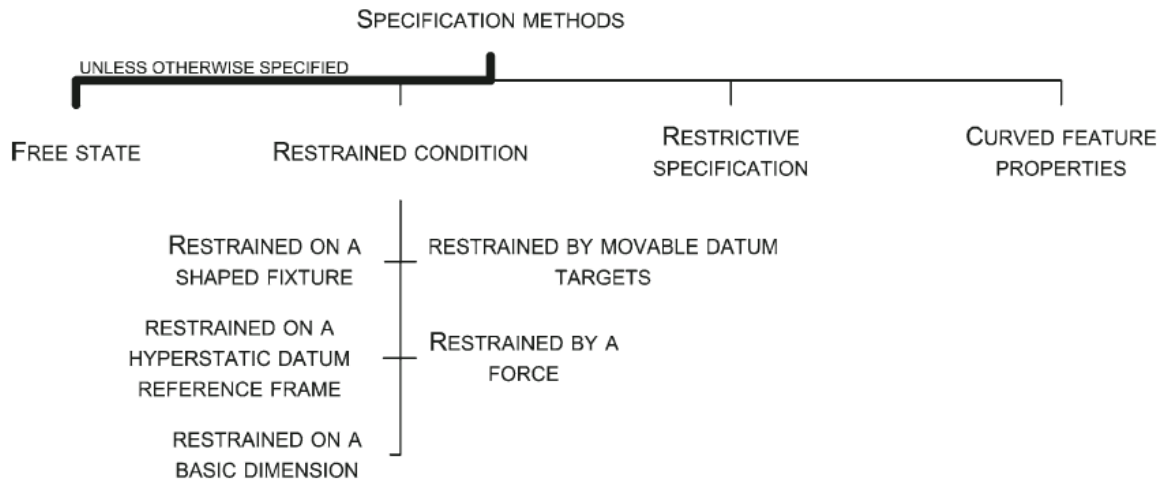 SPECIFICATION METHODS
UNLESS OTHERWISE SPECIFIED
FREE STATE
RESTRAINED CONDITION
RESTRICTIVE
SPECIFICATION
CURVED FEATURE
PROPERTIES
RESTRAINED ON A
SHAPED FIXTURE
RESTRAINED BY MOVABLE DATUM
TARGETS
RESTRAINED ON A
HYPERSTATIC DATUM
REFERENCE FRAME
RESTRAINED BY A
FORCE
RESTRAINED ON A
BASIC DIMENSION